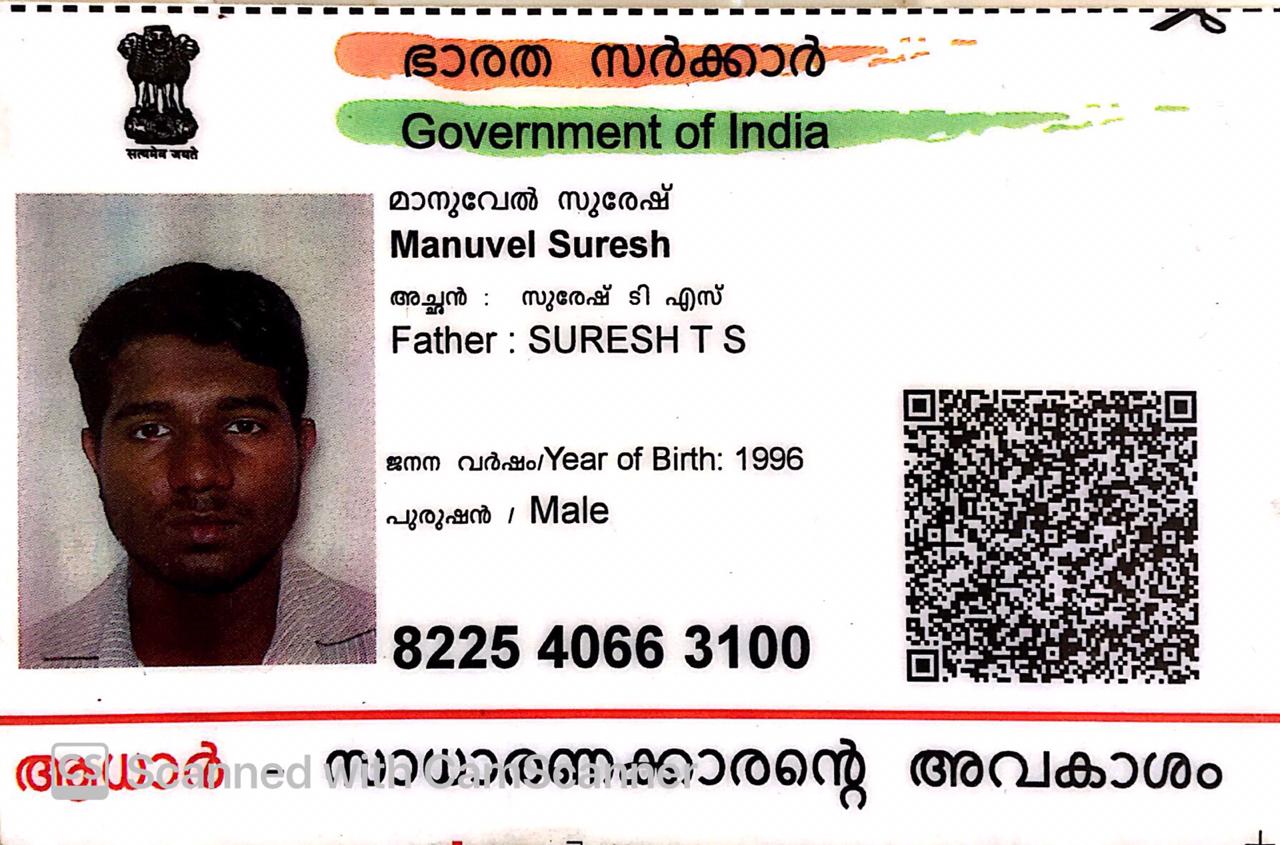 ഭാരത സർക്കാർ
Government of India
सत्यमेव जयते
മാനുവേൽ സുരേഷ്
Manuvel Suresh
അച്ഛൻ : സുരേഷ് ടി എസ്
Father : SURESH T S
ജനന വർഷം/Year of Birth: 1996
പുരുഷൻ / Male
8225 4066 3100
ആധാർ - സാധാരണക്കാരന്റെ അവകാശം
CS Scanned with CamScanner